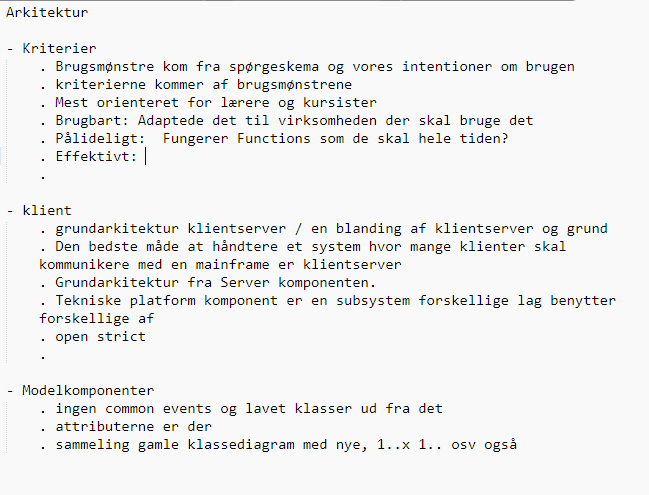 Arkitektur
- Kriterier
. Brugsmønstre kom fra spørgeskema og vores intentioner om brugen
. kriterierne kommer af brugsmønstrene
. Mest orienteret for lærere og kursister
. Brugbart: Adaptede det til virksomheden der skal bruge det
. Pålideligt:  Fungerer Functions som de skal hele tiden?
. Effektivt:
.
- klient
. grundarkitektur klientserver / en blanding af klientserver og grund
. Den bedste måde at håndtere et system hvor mange klienter skal
kommunikere med en mainframe er klientserver
. Grundarkitektur fra Server komponenten.
. Tekniske platform komponent er en subsystem forskellige lag benytter
forskellige af
. open strict
.
- Modelkomponenter
. ingen common events og lavet klasser ud fra det
. attributerne er der
. sammeling gamle klassediagram med nye, 1..x 1.. osv også